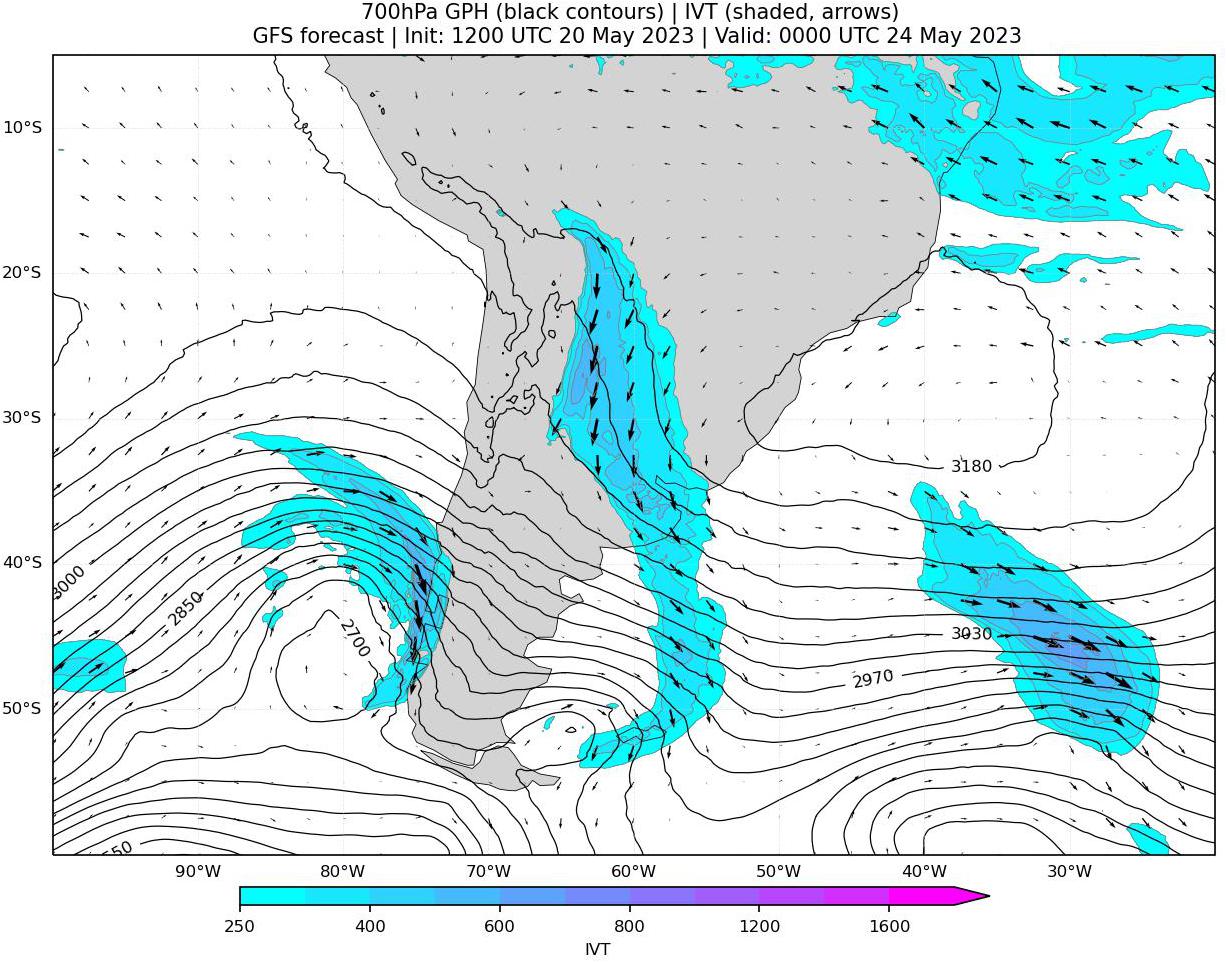 700hPa GPH (black contours) | IVT (shaded, arrows)
GFS forecast | Init: 1200 UTC 20 May 2023 | Valid: 0000 UTC 24 May 2023
10°S
20°S
30°S
3180
40°S
3000
2850
2700
3030
2970
50°S
550
90°W 80°W 70°W 60°W 50°W 40°W 30°W
250 400 600 800 1200 1600
IVT